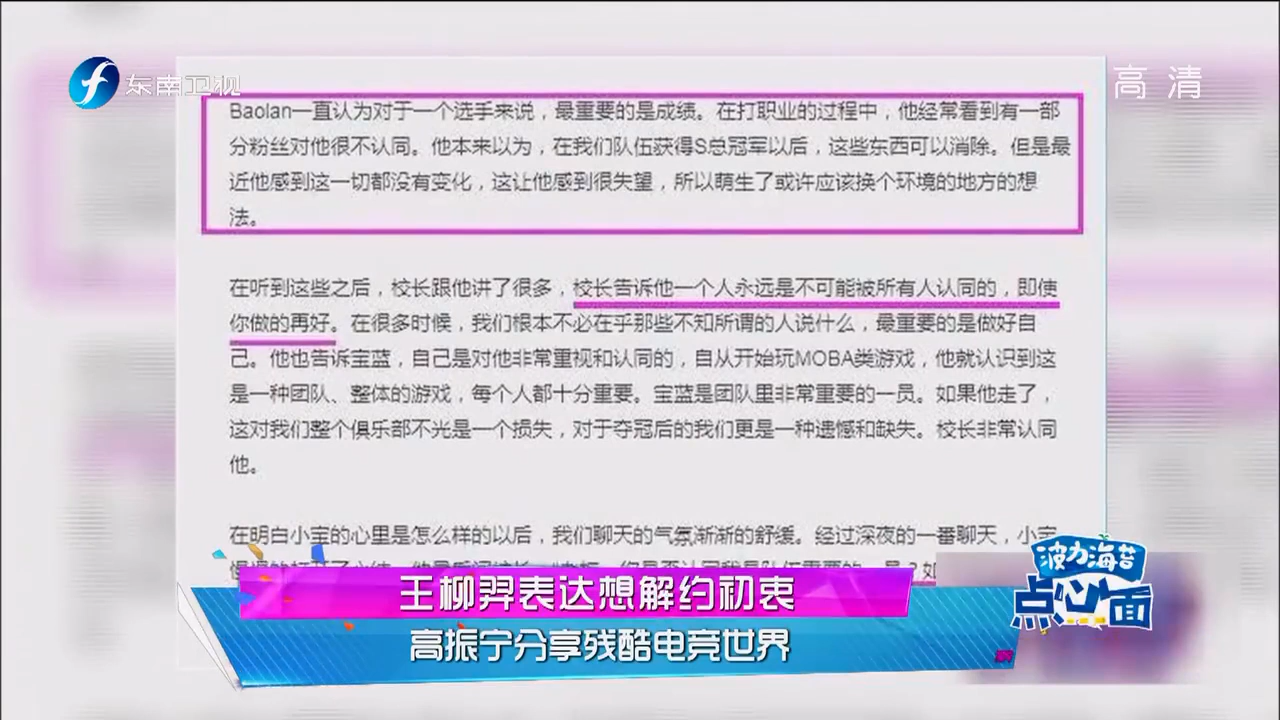 东南卫视
高 清
Baolan一直认为对于一个选手来说，最重要的是成绩。在打职业的过程中，他经常看到有一部
分粉丝对他很不认同。他本来以为，在我们队伍获得S总冠军以后，这些东西可以消除。但是最
近他感到这一切都没有变化，这让他感到很失望，所以萌生了或许应该换个环境的地方的想
法。
在听到这些之后，校长跟他讲了很多，校长告诉他一个人永远是不可能被所有人认同的，即使
你做的再好。在很多时候，我们根本不必在乎那些不知所谓的人说什么，最重要的是做好自
己。他也告诉宝蓝，自己是对他非常重视和认同的，自从开始玩MOBA类游戏，他就认识到这
是一种团队、整体的游戏，每个人都十分重要。宝蓝是团队里非常重要的一员。如果他走了，
这对我们整个俱乐部不光是一个损失，对于夺冠后的我们更是一种遗憾和缺失。校长非常认同
他。
在明白小宝的心里是怎么样的以后，我们聊天的气氛渐渐的舒缓。经过深夜的一番聊天，小宝
王柳羿表达想解约初衷
高振宁分享残酷电竞世界
波力海苔
点心面